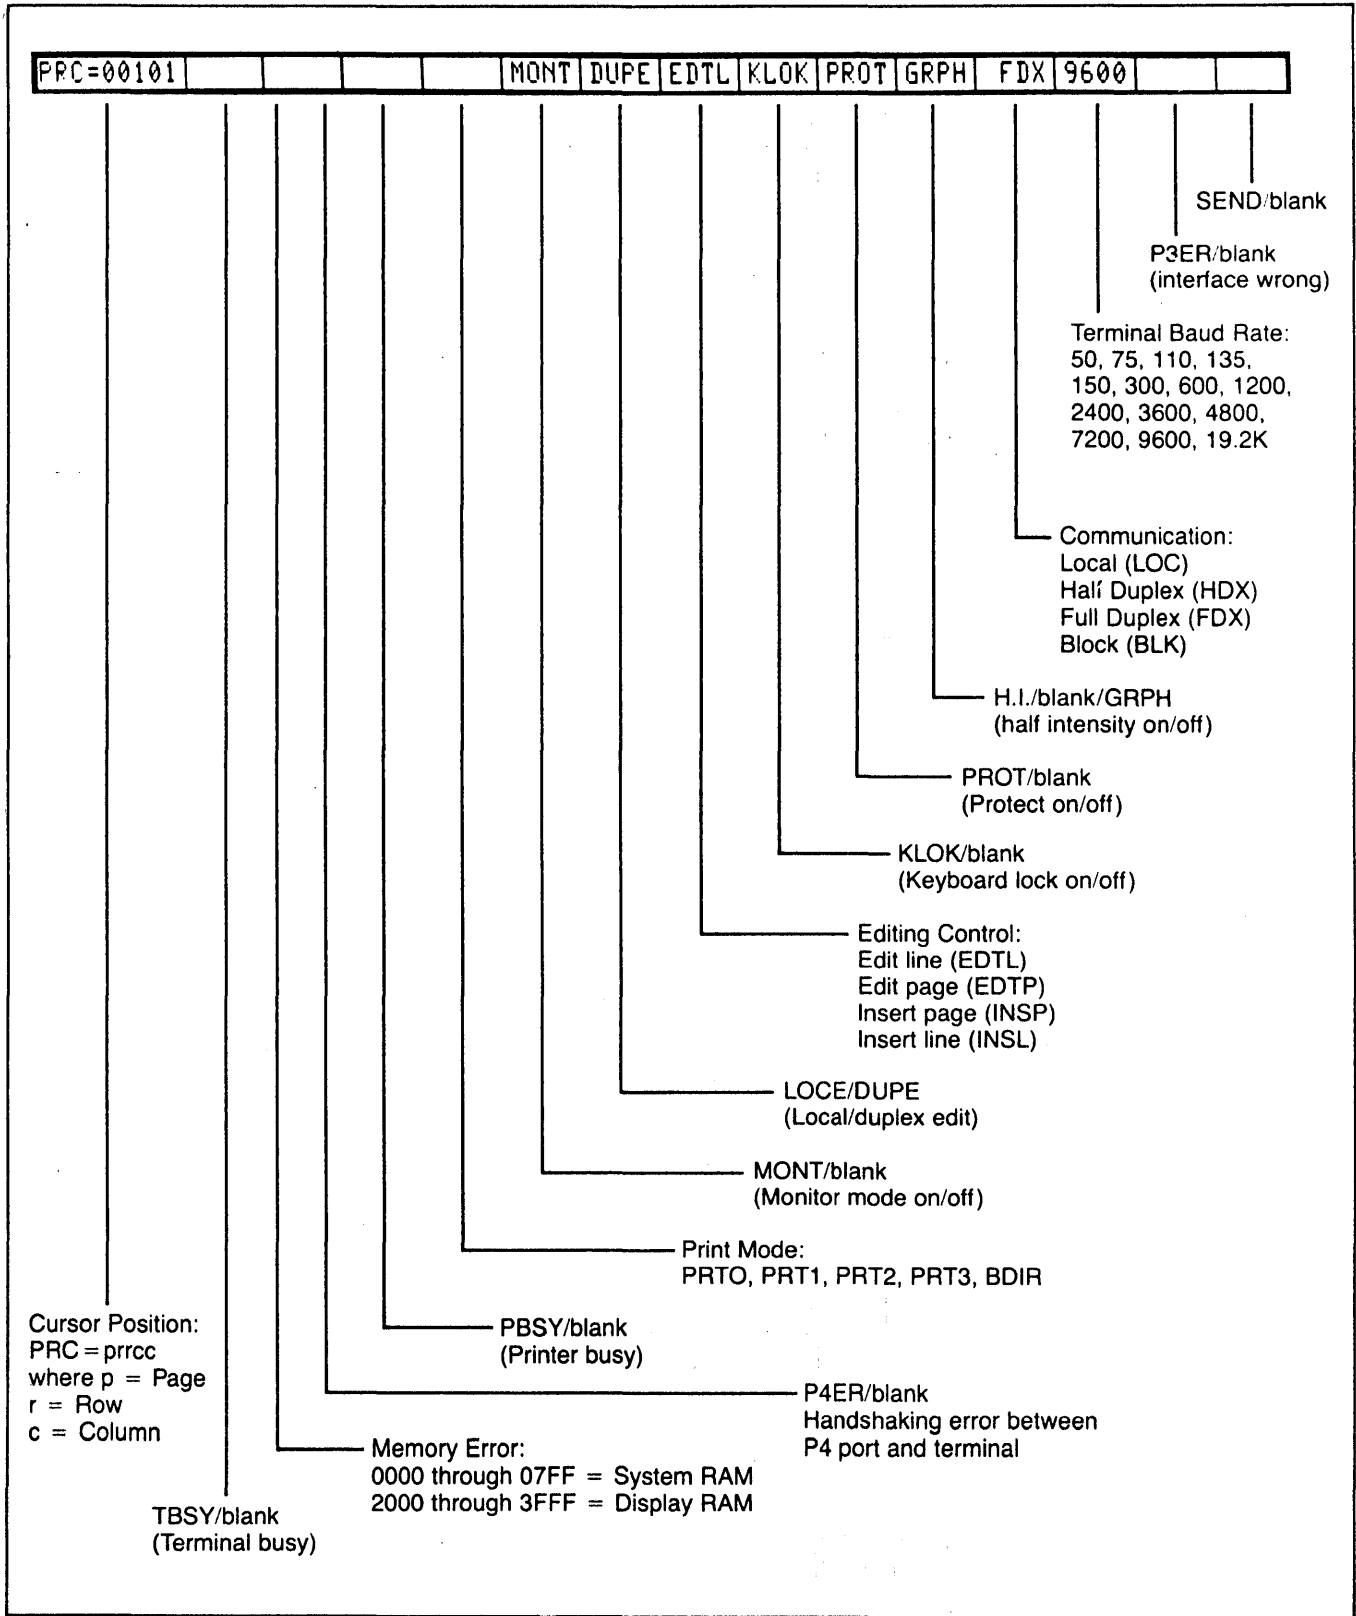 PRC=00101 MONT DUPE EDTL KLOK PROT GRPH FDX 9600
SEND/blank
P3ER/blank
(interface wrong)
Terminal Baud Rate:
50, 75, 110, 135,
150, 300, 600, 1200,
2400, 3600, 4800,
7200, 9600, 19.2K
Communication:
Local (LOC)
Half Duplex (HDX)
Full Duplex (FDX)
Block (BLK)
H.I./blank/GRPH
(half intensity on/off)
PROT/blank
(Protect on/off)
KLOK/blank
(Keyboard lock on/off)
Editing Control:
Edit line (EDTL)
Edit page (EDTP)
Insert page (INSP)
Insert line (INSL)
LOCE/DUPE
(Local/duplex edit)
MONT/blank
(Monitor mode on/off)
Print Mode:
PRTO, PRT1, PRT2, PRT3, BDIR
PBSY/blank
(Printer busy)
Cursor Position:
PRC = prrcc
where p = Page
r = Row
c = Column
P4ER/blank
Handshaking error between
P4 port and terminal
Memory Error:
0000 through 07FF = System RAM
2000 through 3FFF = Display RAM
TBSY/blank
(Terminal busy)